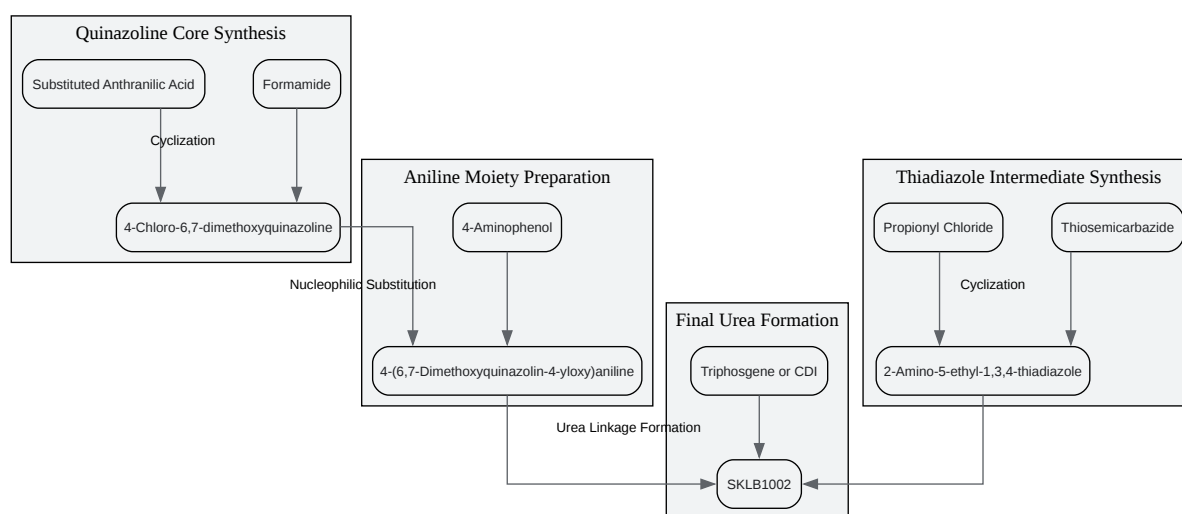 Quinazoline Core Synthesis
Substituted Anthranilic Acid
Formamide
Cyclization
4-Chloro-6,7-dimethoxyquinazoline
Nucleophilic Substitution
Aniline Moiety Preparation
4-Aminophenol
4-(6,7-Dimethoxyquinazolin-4-yloxy)aniline
Urea Linkage Formation
Final Urea Formation
Triphosgene or CDI
SKLB1002
Thiadiazole Intermediate Synthesis
Propionyl Chloride
Thiosemicarbazide
Cyclization
2-Amino-5-ethyl-1,3,4-thiadiazole